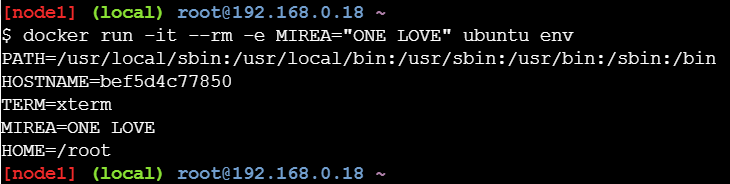 [node1] (local) root@192.168.0.18 ~
$ docker run -it --rm -e MIREA="ONE LOVE" ubuntu env
PATH=/usr/local/sbin:/usr/local/bin:/usr/sbin:/usr/bin:/sbin:/bin
HOSTNAME=bef5d4c77850
TERM=xterm
MIREA=ONE LOVE
HOME=/root
[node1] (local) root@192.168.0.18 ~